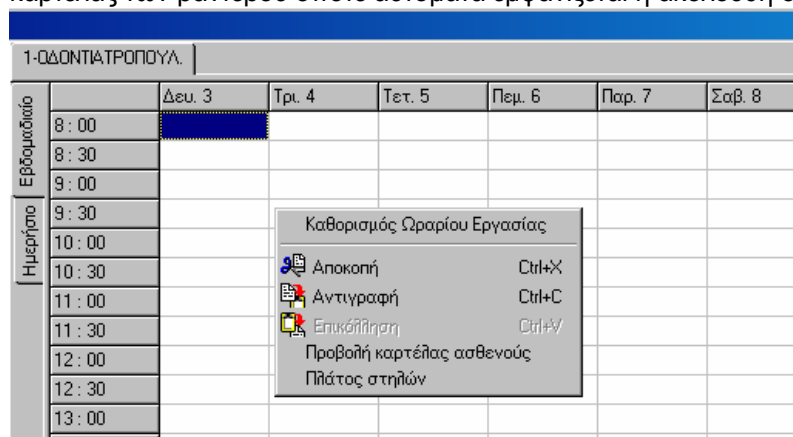 1-ΟΔΟΝΤΙΑΤΡΟΠΟΥΛ.
Εβδομαδιαίο
Ημερήσιο
Δευ. 3 Τρι. 4 Τετ. 5 Πεμ. 6 Παρ. 7 Σαβ. 8
8 : 00
8 : 30
9 : 00
9 : 30
10 : 00
10 : 30
11 : 00
11 : 30
12 : 00
12 : 30
13 : 00
Καθορισμός Ωραρίου Εργασίας
Αποκοπή Ctrl+X
Αντιγραφή Ctrl+C
Επικόλληση Ctrl+V
Προβολή καρτέλας ασθενούς
Πλάτος στηλών